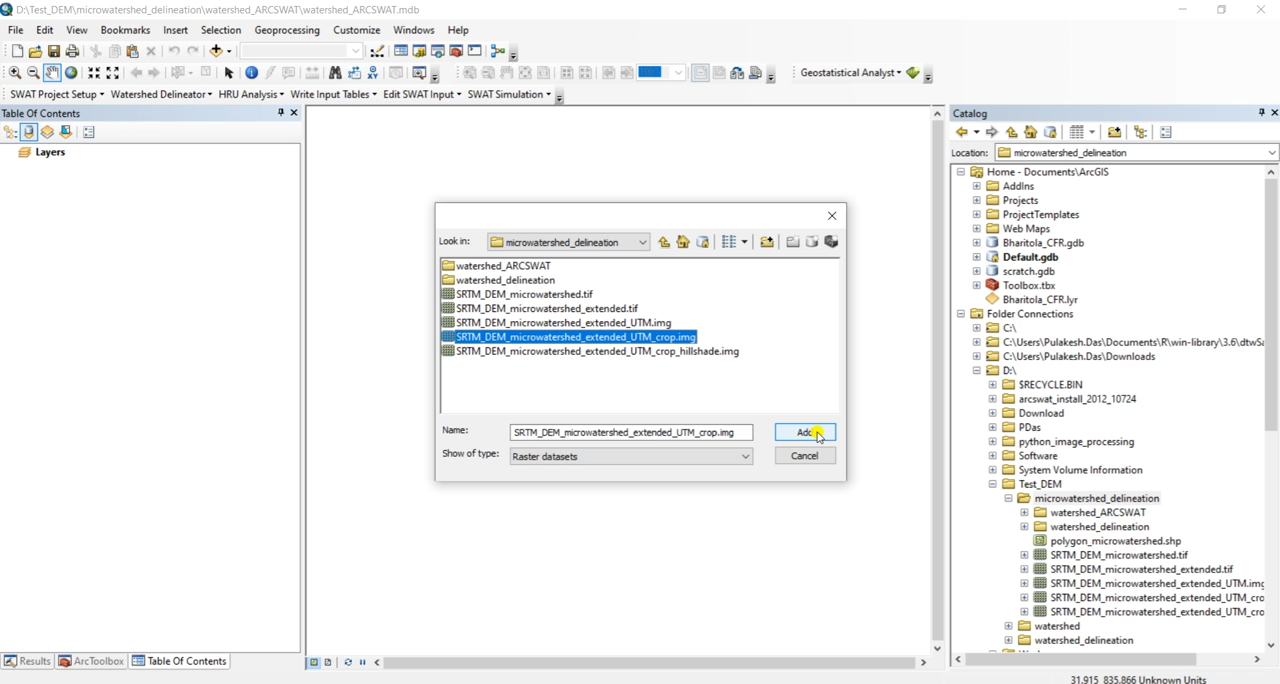 D:\Test_DEM\microwatershed_delineation\watershed_ARCSWAT\watershed_ARCSWAT.mdb
File Edit View Bookmarks Insert Selection Geoprocessing Customize Windows Help
Geostatistical Analyst
SWAT Project Setup Watershed Delineator HRU Analysis Write Input Tables Edit SWAT Input SWAT Simulation
Table Of Contents
Layers
Look in: microwatershed_delineation
watershed_ARCSWAT
watershed_delineation
SRTM_DEM_microwatershed.tif
SRTM_DEM_microwatershed_extended.tif
SRTM_DEM_microwatershed_extended_UTM.img
SRTM_DEM_microwatershed_extended_UTM_crop.img
SRTM_DEM_microwatershed_extended_UTM_crop_hillshade.img
Name: SRTM_DEM_microwatershed_extended_UTM_crop.img Add
Show of type: Raster datasets Cancel
Catalog
Location: microwatershed_delineation
Home - Documents\ArcGIS
AddIns
Projects
ProjectTemplates
Web Maps
Bharitola_CFR.gdb
Default.gdb
scratch.gdb
Toolbox.tbx
Bharitola_CFR.lyr
Folder Connections
C:\
C:\Users\Pulakesh.Das\Documents\R\win-library\3.6\dtwSa
C:\Users\Pulakesh.Das\Downloads
D:\
$RECYCLE.BIN
arcswat_install_2012_10724
Download
PDas
python_image_processing
Software
System Volume Information
Test_DEM
microwatershed_delineation
watershed_ARCSWAT
watershed_delineation
polygon_microwatershed.shp
SRTM_DEM_microwatershed.tif
SRTM_DEM_microwatershed_extended.tif
SRTM_DEM_microwatershed_extended_UTM.img
SRTM_DEM_microwatershed_extended_UTM_cro
SRTM_DEM_microwatershed_extended_UTM_cro
watershed
watershed_delineation
Results ArcToolbox Table Of Contents
31.915 835.866 Unknown Units